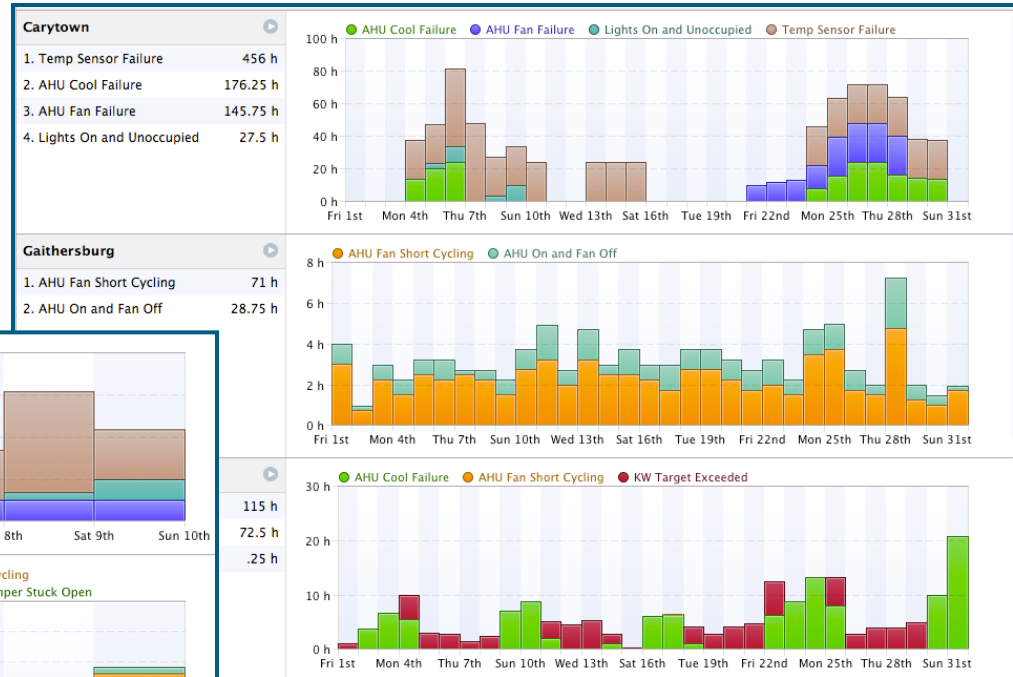 Carytown
1. Temp Sensor Failure 456 h
2. AHU Cool Failure 176.25 h
3. AHU Fan Failure 145.75 h
4. Lights On and Unoccupied 27.5 h
AHU Cool Failure AHU Fan Failure Lights On and Unoccupied Temp Sensor Failure
100 h
80 h
60 h
40 h
20 h
0 h
Fri 1st Mon 4th Thu 7th Sun 10th Wed 13th Sat 16th Tue 19th Fri 22nd Mon 25th Thu 28th Sun 31st
Gaithersburg
1. AHU Fan Short Cycling 71 h
2. AHU On and Fan Off 28.75 h
AHU Fan Short Cycling AHU On and Fan Off
8 h
6 h
4 h
2 h
0 h
Fri 1st Mon 4th Thu 7th Sun 10th Wed 13th Sat 16th Tue 19th Fri 22nd Mon 25th Thu 28th Sun 31st
8th Sat 9th Sun 10th
cling
per Stuck Open
115 h
72.5 h
.25 h
AHU Cool Failure AHU Fan Short Cycling KW Target Exceeded
30 h
20 h
10 h
0 h
Fri 1st Mon 4th Thu 7th Sun 10th Wed 13th Sat 16th Tue 19th Fri 22nd Mon 25th Thu 28th Sun 31st